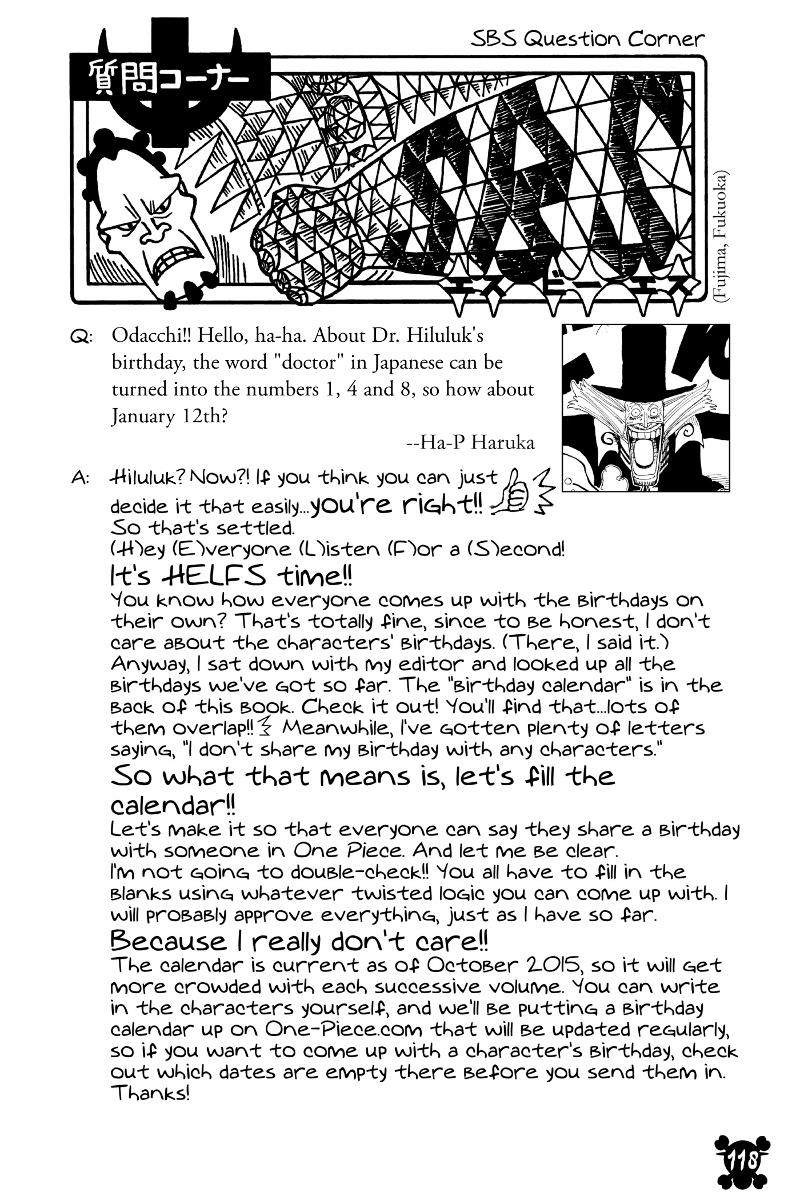 SBS Question Corner
質問コーナー
SBS
エスビーエス
(Fujima, Fukuoka)
Q: Odacchi!! Hello, ha-ha. About Dr. Hiluluk's
birthday, the word "doctor" in Japanese can be
turned into the numbers 1, 4 and 8, so how about
January 12th?
--Ha-P Haruka
A: Hiluluk? Now?! If you think you can just
decide it that easily...you're right!!
So that's settled.
(H)ey (E)veryone (L)isten (F)or a (S)econd!
It's HELFS time!!
You know how everyone comes up with the birthdays on
their own? That's totally fine, since to be honest, I don't
care about the characters' birthdays. (There, I said it.)
Anyway, I sat down with my editor and looked up all the
birthdays we've got so far. The "birthday calendar" is in the
back of this book. Check it out! You'll find that...lots of
them overlap!! Meanwhile, I've gotten plenty of letters
saying, "I don't share my birthday with any characters."
So what that means is, let's fill the
calendar!!
Let's make it so that everyone can say they share a birthday
with someone in One Piece. And let me be clear.
I'm not going to double-check!! You all have to fill in the
blanks using whatever twisted logic you can come up with. I
will probably approve everything, just as I have so far.
Because I really don't care!!
The calendar is current as of October 2015, so it will get
more crowded with each successive volume. You can write
in the characters yourself, and we'll be putting a birthday
calendar up on One-Piece.com that will be updated regularly,
so if you want to come up with a character's birthday, check
out which dates are empty there before you send them in.
Thanks!
118